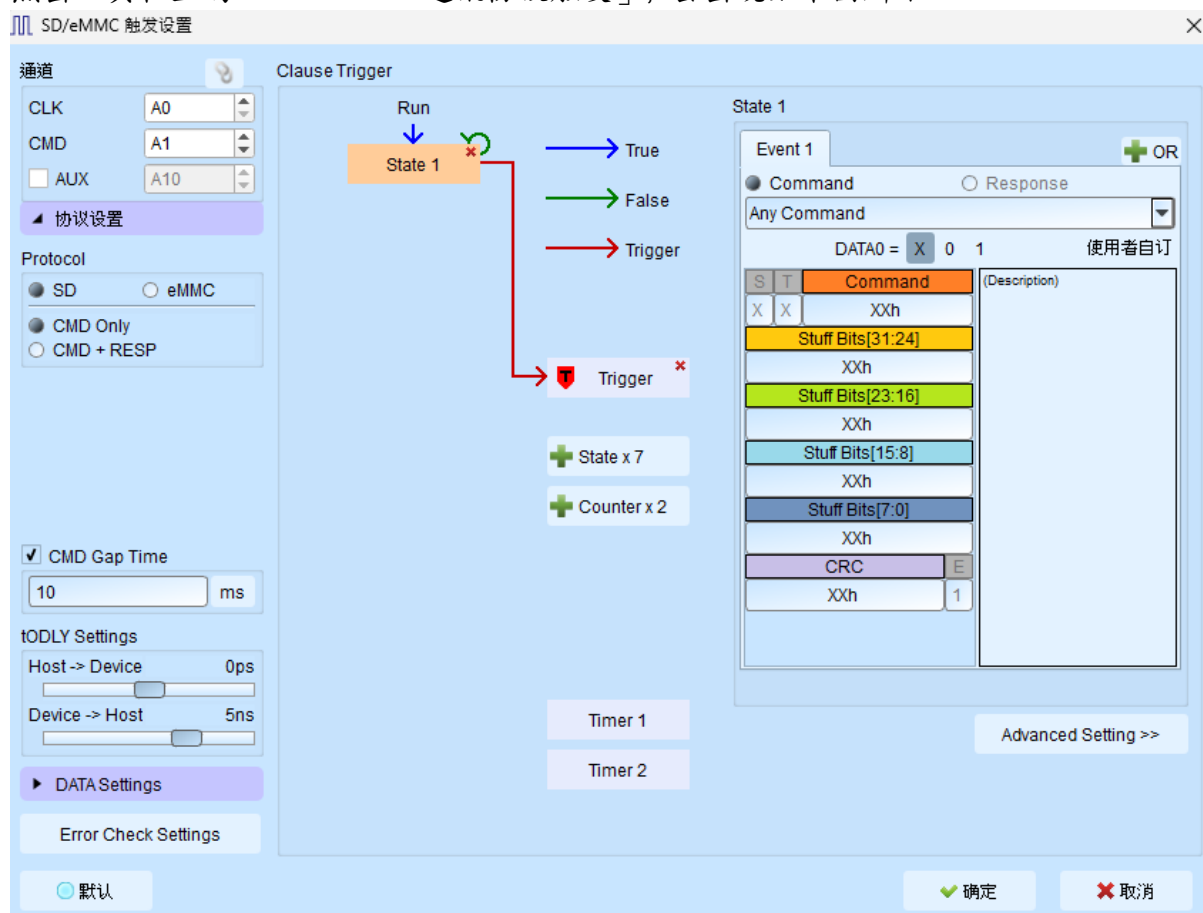 SD/eMMC 触发设置
通道
CLK A0
CMD A1
AUX A10
协议设置
Protocol
SD eMMC
CMD Only
CMD + RESP
CMD Gap Time
10 ms
tODLY Settings
Host -> Device 0ps
Device -> Host 5ns
DATA Settings
Error Check Settings
默认
Clause Trigger
Run
State 1
True
False
Trigger
T Trigger
State x 7
Counter x 2
Timer 1
Timer 2
State 1
Event 1 OR
Command Response
Any Command
DATA0 = X 0 1 使用者自订
S T Command (Description)
X X XXh
Stuff Bits[31:24]
XXh
Stuff Bits[23:16]
XXh
Stuff Bits[15:8]
XXh
Stuff Bits[7:0]
XXh
CRC E
XXh 1
Advanced Setting >>
确定 取消